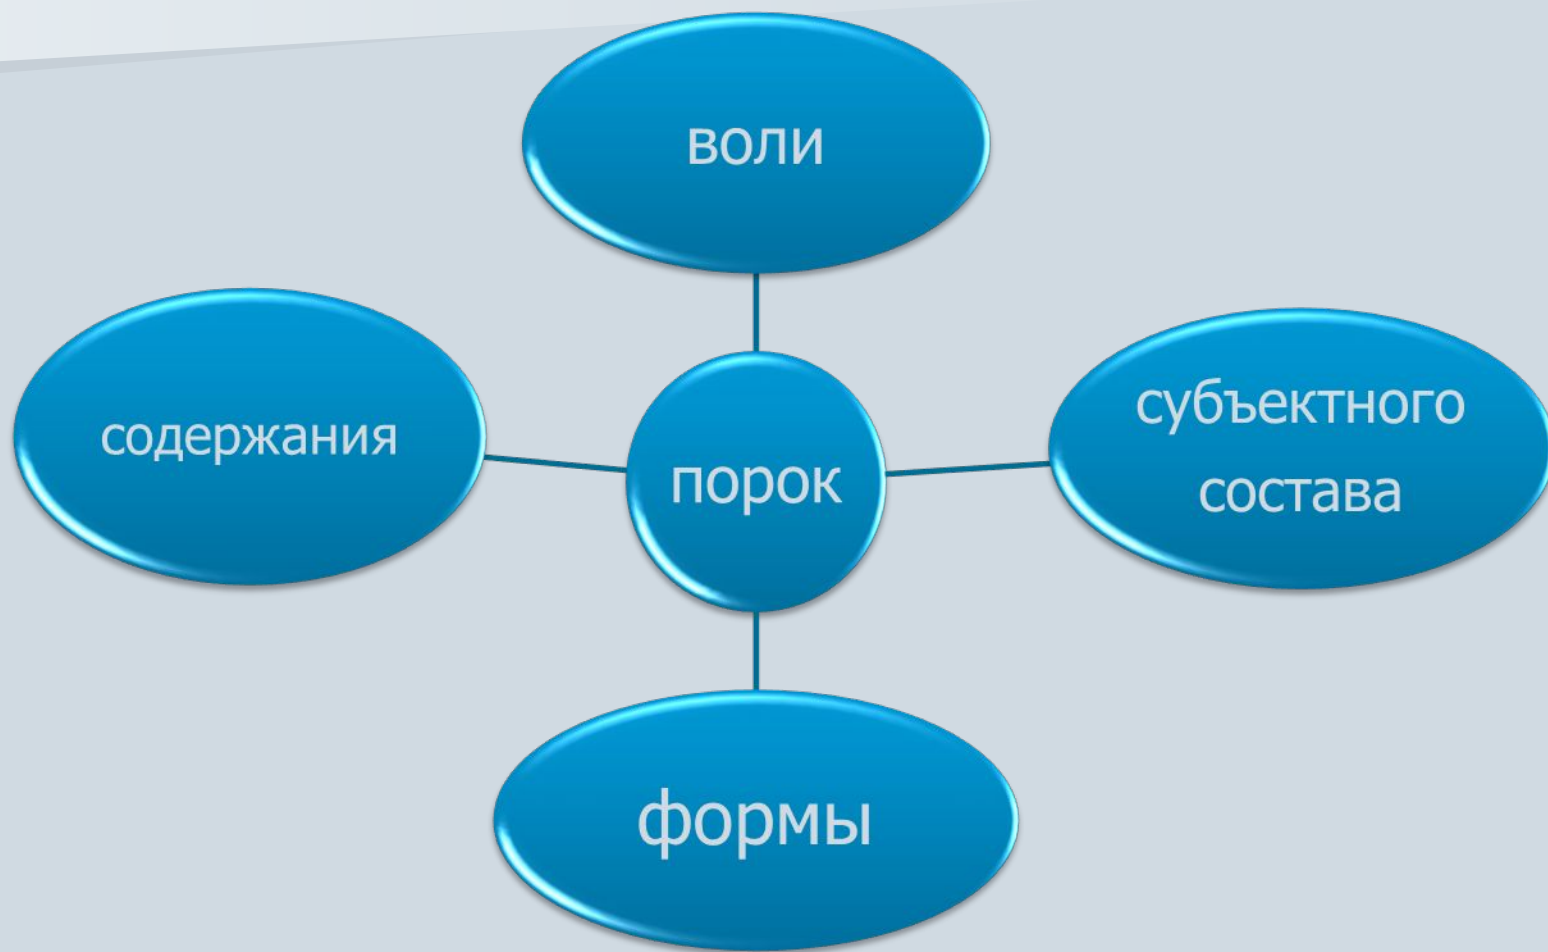 воли
содержания
порок
субъектного
состава
формы